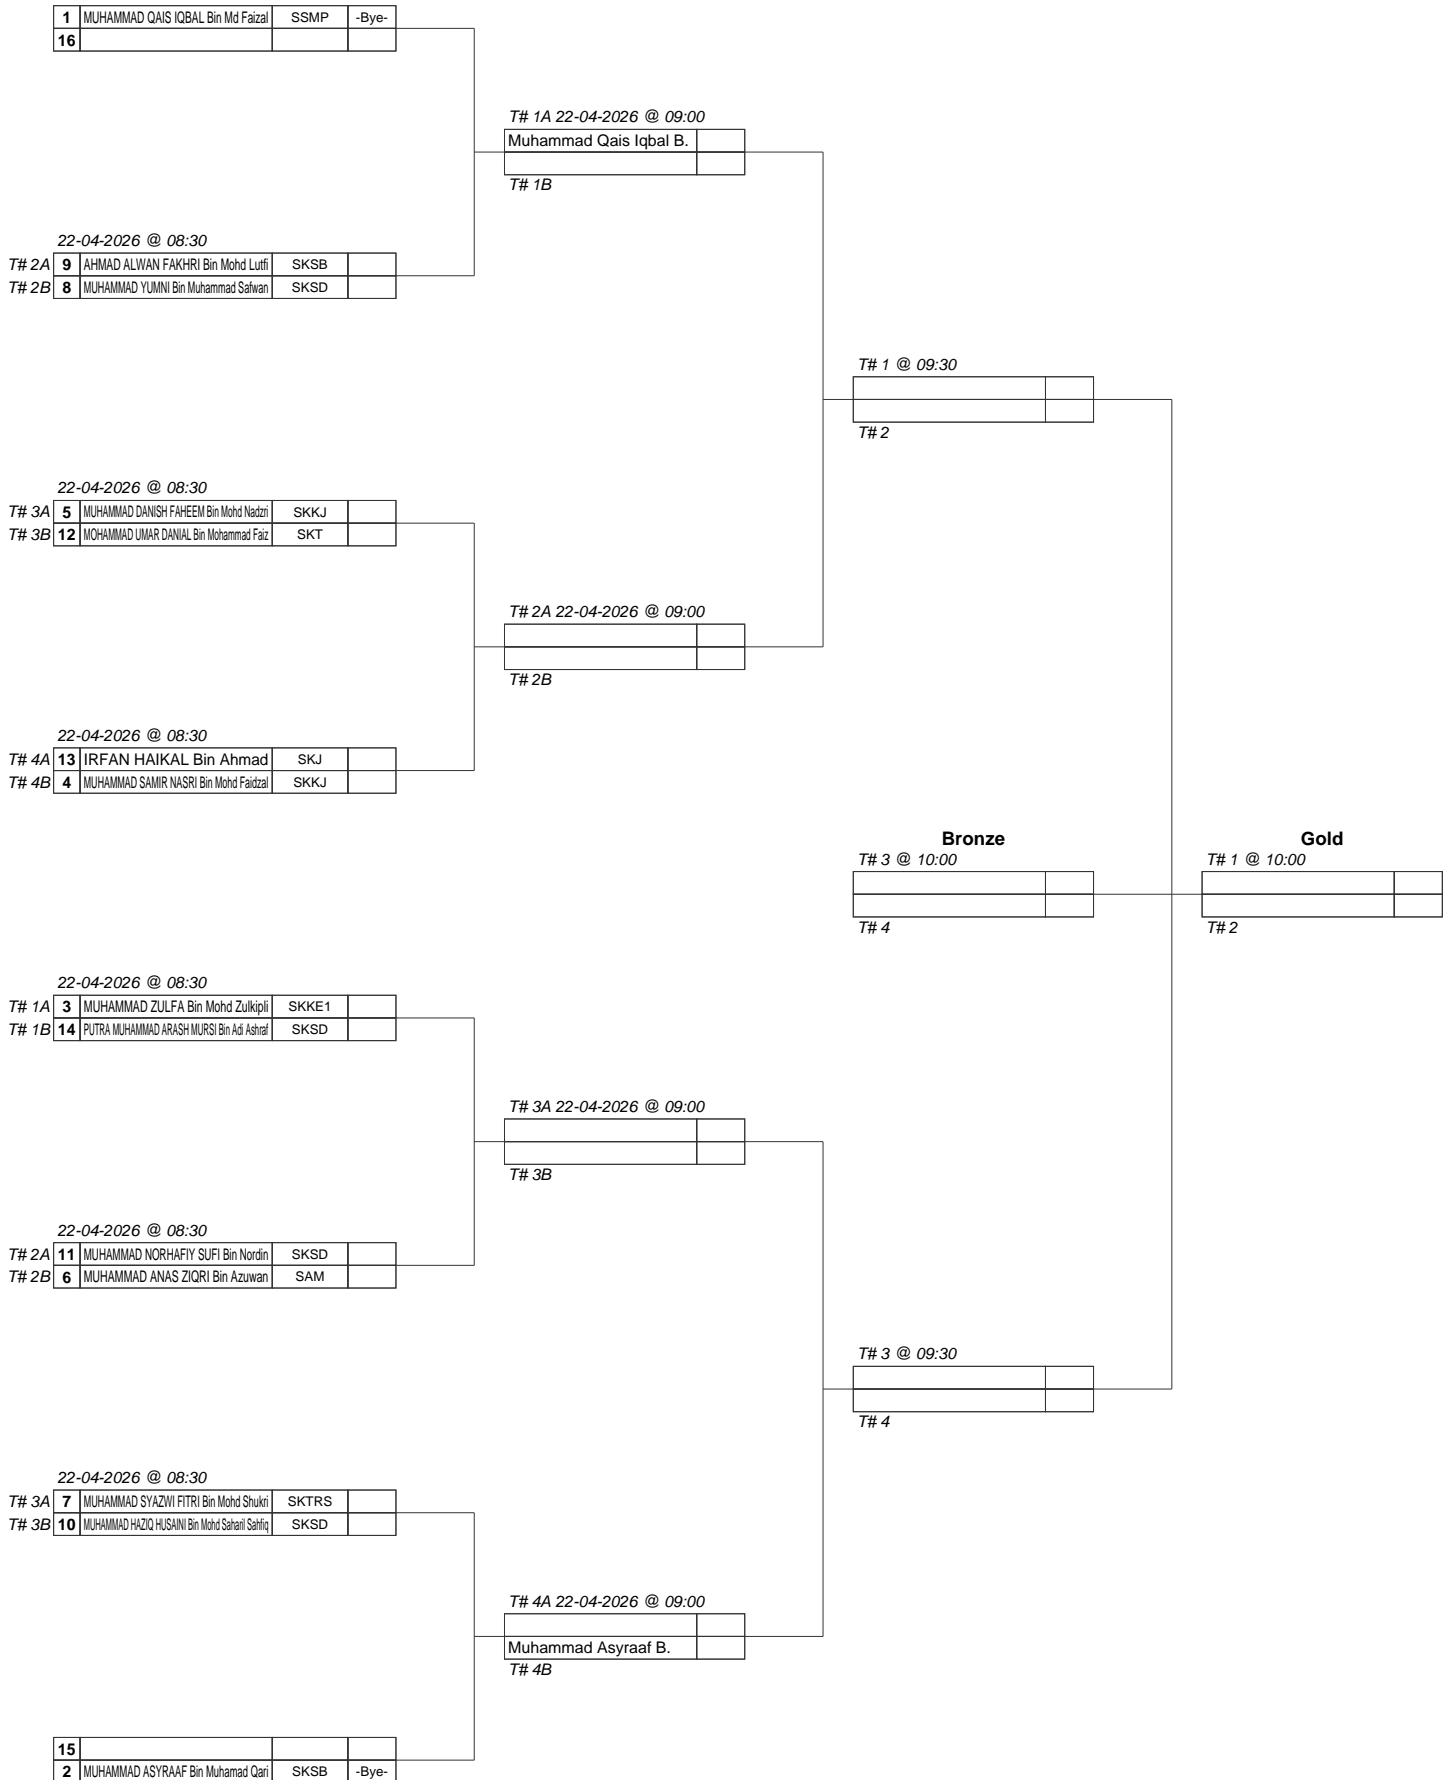 1 MUHAMMAD QAIS IQBAL Bin Md Faizal SSMP -Bye-
16
T# 1A 22-04-2026 @ 09:00
Muhammad Qais Iqbal B.
T# 1B
22-04-2026 @ 08:30
T# 2A 9 AHMAD ALWAN FAKHRI Bin Mohd Lutfi SKSB
T# 2B 8 MUHAMMAD YUMNI Bin Muhammad Safwan SKSD
T# 1 @ 09:30
T# 2
22-04-2026 @ 08:30
T# 3A 5 MUHAMMAD DANISH FAHEEM Bin Mohd Nadzri SKKJ
T# 3B 12 MOHAMMAD UMAR DANIAL Bin Mohammad Faiz SKT
T# 2A 22-04-2026 @ 09:00
T# 2B
22-04-2026 @ 08:30
T# 4A 13 IRFAN HAIKAL Bin Ahmad SKJ
T# 4B 4 MUHAMMAD SAMIR NASRI Bin Mohd Faidzal SKKJ
Bronze Gold
T# 3 @ 10:00 T# 1 @ 10:00
T# 4 T# 2
22-04-2026 @ 08:30
T# 1A 3 MUHAMMAD ZULFA Bin Mohd Zulkipli SKKE1
T# 1B 14 PUTRA MUHAMMAD ARASH MURSI Bin Adi Ashraf SKSD
T# 3A 22-04-2026 @ 09:00
T# 3B
22-04-2026 @ 08:30
T# 2A 11 MUHAMMAD NORHAFIY SUFI Bin Nordin SKSD
T# 2B 6 MUHAMMAD ANAS ZIQRI Bin Azuwan SAM
T# 3 @ 09:30
T# 4
22-04-2026 @ 08:30
T# 3A 7 MUHAMMAD SYAZWI FITRI Bin Mohd Shukri SKTRS
T# 3B 10 MUHAMMAD HAZIQ HUSAINI Bin Mohd Saharil Sahfiq SKSD
T# 4A 22-04-2026 @ 09:00
Muhammad Asyraaf B.
T# 4B
15
2 MUHAMMAD ASYRAAF Bin Muhamad Qari SKSB -Bye-